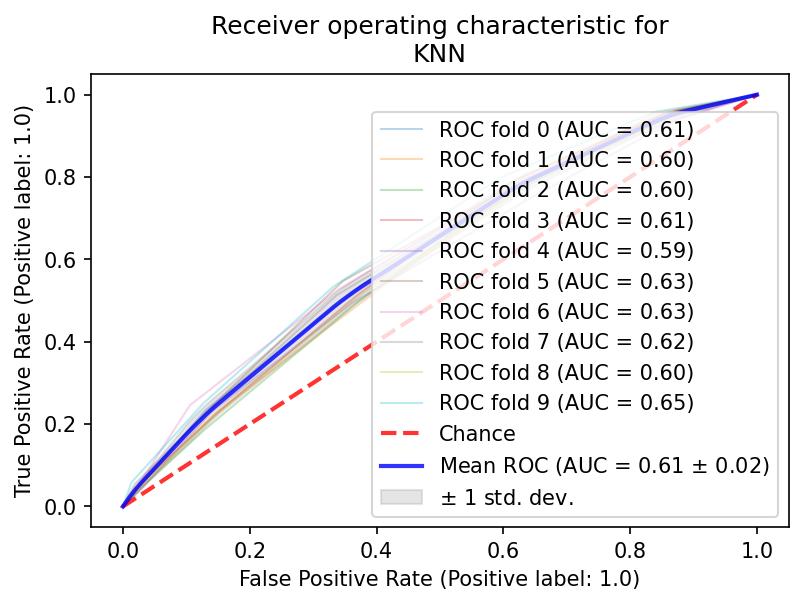 Receiver operating characteristic for
KNN
True Positive Rate (Positive label: 1.0)
1.0
0.8
0.6
0.4
0.2
0.0
ROC fold 0 (AUC = 0.61)
ROC fold 1 (AUC = 0.60)
ROC fold 2 (AUC = 0.60)
ROC fold 3 (AUC = 0.61)
ROC fold 4 (AUC = 0.59)
ROC fold 5 (AUC = 0.63)
ROC fold 6 (AUC = 0.63)
ROC fold 7 (AUC = 0.62)
ROC fold 8 (AUC = 0.60)
ROC fold 9 (AUC = 0.65)
Chance
Mean ROC (AUC = 0.61 ± 0.02)
± 1 std. dev.
0.0 0.2 0.4 0.6 0.8 1.0
False Positive Rate (Positive label: 1.0)